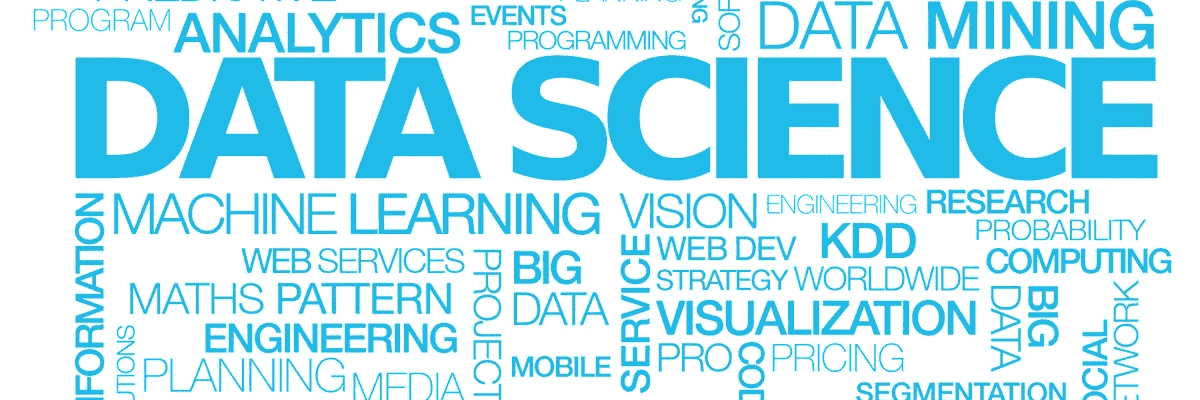 PROGRAM
ANALYTICS
EVENTS
PROGRAMMING
DATA MINING
DATA SCIENCE
INFORMATION
MACHINE LEARNING
VISION
ENGINEERING
RESEARCH
PROBABILITY
WEB SERVICES
PROJECT
BIG
DATA
SERVICE
WEB DEV
KDD
COMPUTING
STRATEGY WORLDWIDE
MATHS PATTERN
VISUALIZATION
DATA
BIG
ENGINEERING
PLANNING
MEDIA
MOBILE
PRO
PRICING
SEGMENTATION